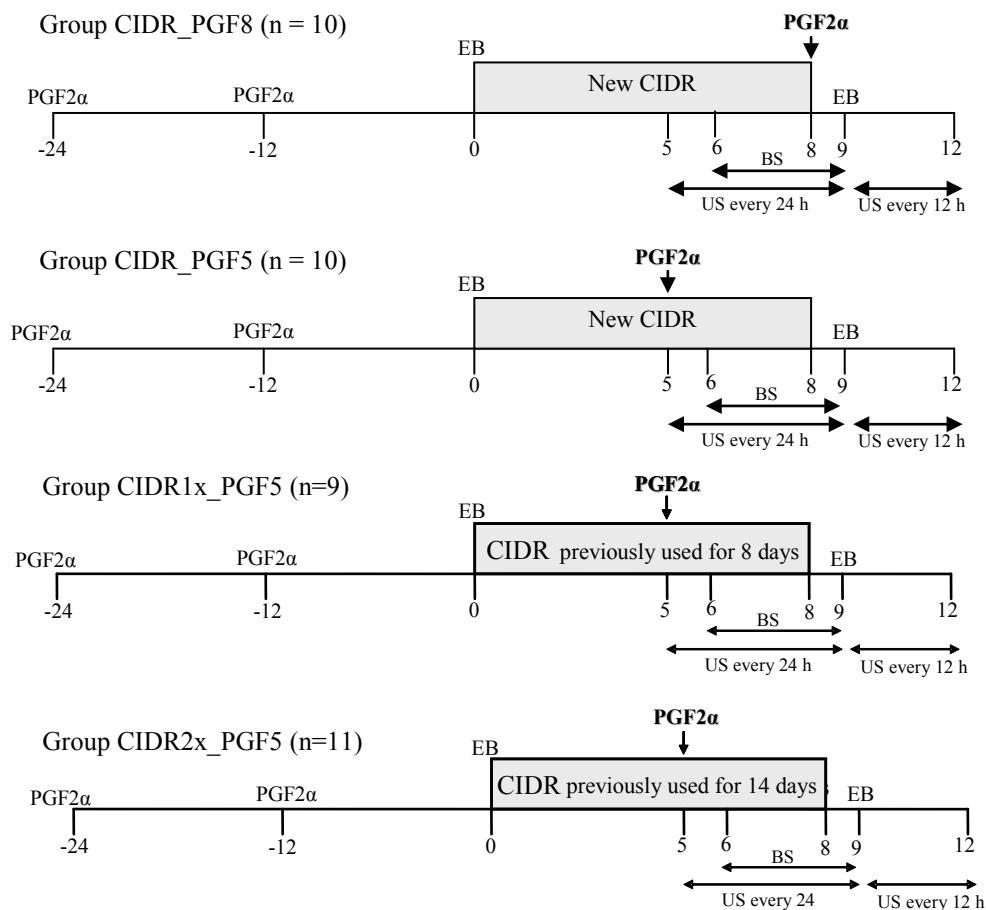 Group CIDR_PGF8 (n = 10)
PGF2α
EB
New CIDR
PGF2α PGF2α EB
-24 -12 0 5 6 8 9 12
BS
US every 24 h US every 12 h
Group CIDR_PGF5 (n = 10)
PGF2α
EB
New CIDR
PGF2α PGF2α EB
-24 -12 0 5 6 8 9 12
BS
US every 24 h US every 12 h
Group CIDR1x_PGF5 (n=9)
PGF2α
EB
CIDR previously used for 8 days
PGF2α PGF2α EB
-24 -12 0 5 6 8 9 12
BS
US every 24 h US every 12 h
Group CIDR2x_PGF5 (n=11)
PGF2α
EB
CIDR previously used for 14 days
PGF2α PGF2α EB
-24 -12 0 5 6 8 9 12
BS
US every 24 US every 12 h